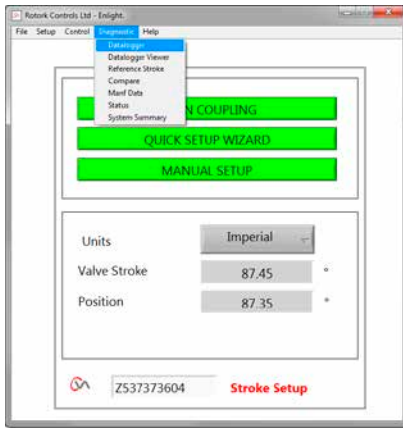 Rotork Controls Ltd - Enlight.
File Setup Control Diagnostic Help
Datalogger
Datalogger Viewer
Reference Stroke
Compare
Manf Data
Status
System Summary
N COUPLING
QUICK SETUP WIZARD
MANUAL SETUP
Units Imperial
Valve Stroke 87.45 °
Position 87.35 °
Z537373604 Stroke Setup